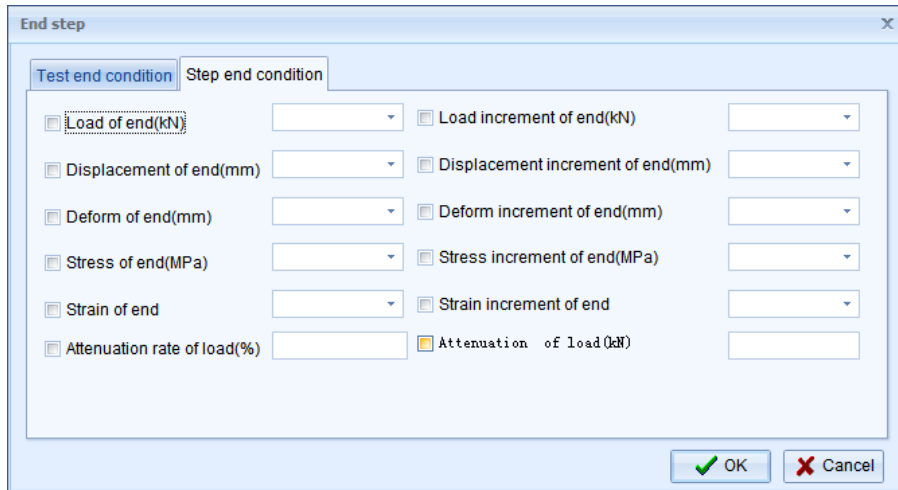 End step
Test end condition Step end condition
Load of end(kN) Load increment of end(kN)
Displacement of end(mm) Displacement increment of end(mm)
Deform of end(mm) Deform increment of end(mm)
Stress of end(MPa) Stress increment of end(MPa)
Strain of end Strain increment of end
Attenuation rate of load(%) Attenuation of load(kN)
OK Cancel